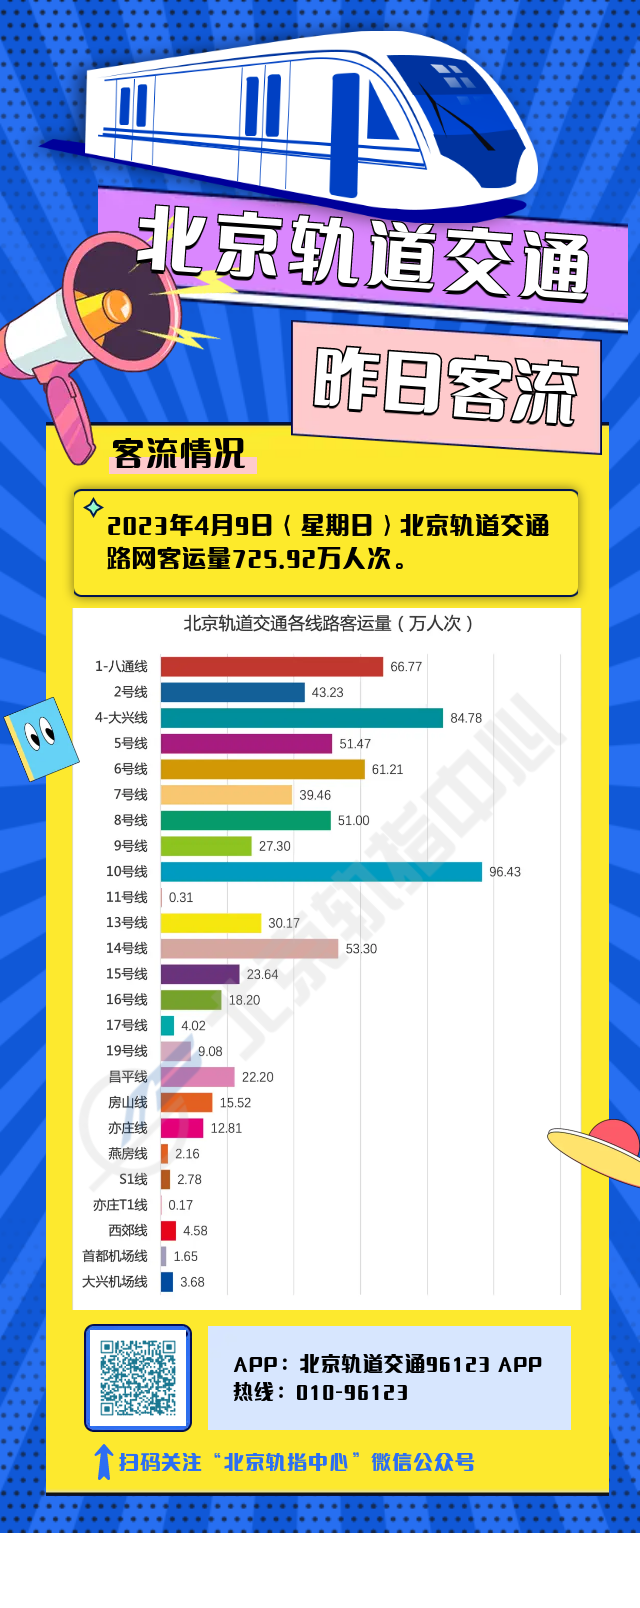 北京轨道交通
昨日客流
客流情况
2023年4月9日（星期日）北京轨道交通
路网客运量725.92万人次。
北京轨道交通各线路客运量（万人次）
1-八通线 66.77
2号线 43.23
4-大兴线 84.78
5号线 51.47
6号线 61.21
7号线 39.46
8号线 51.00
9号线 27.30
10号线 96.43
11号线 0.31
13号线 30.17
14号线 53.30
15号线 23.64
16号线 18.20
17号线 4.02
19号线 9.08
昌平线 22.20
房山线 15.52
亦庄线 12.81
燕房线 2.16
S1线 2.78
亦庄T1线 0.17
西郊线 4.58
首都机场线 1.65
大兴机场线 3.68
北京轨指中心
APP：北京轨道交通96123 APP
热线：010-96123
扫码关注“北京轨指中心”微信公众号